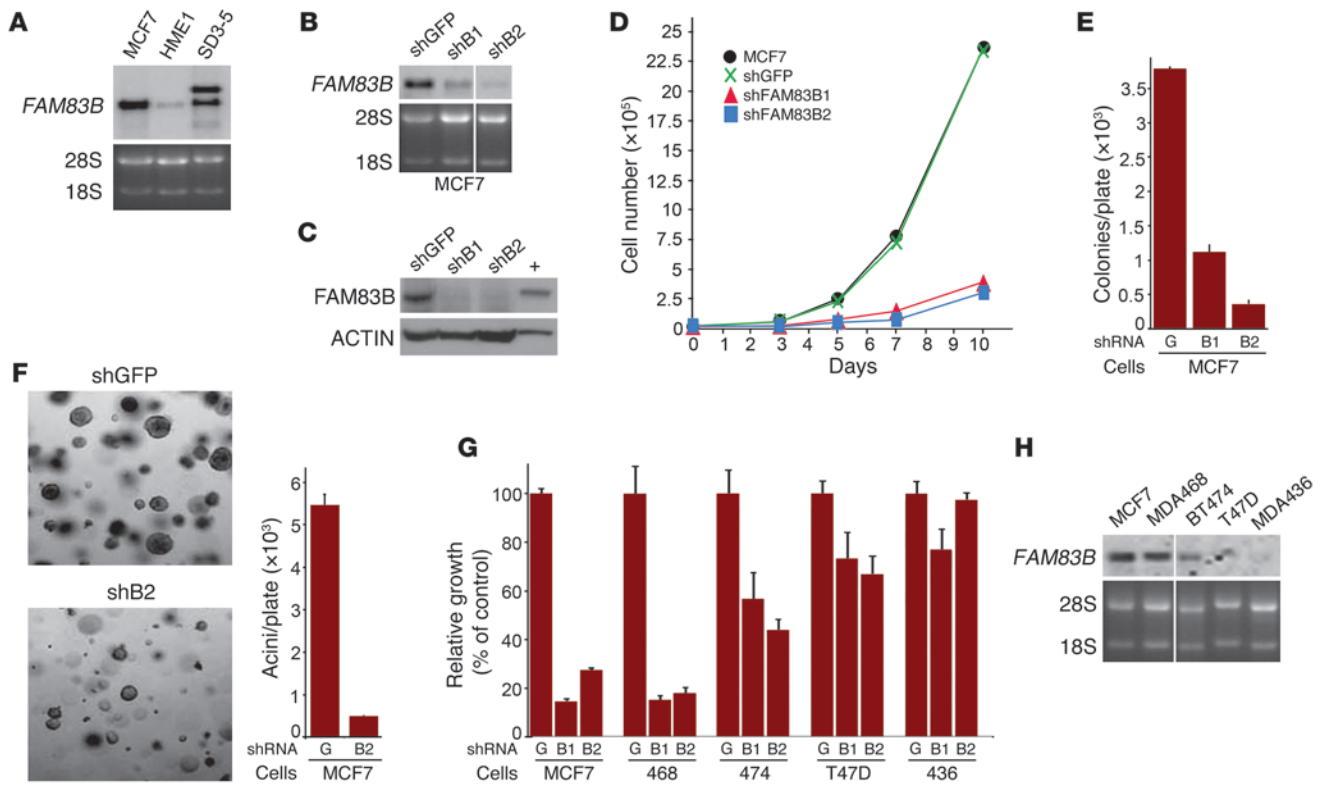 A
MCF7 HME1 SD3-5
FAM83B
28S
18S
B
shGFP shB1 shB2
FAM83B
28S
18S
MCF7
C
shGFP shB1 shB2 +
FAM83B
ACTIN
D
Cell number (×10⁵)
25
22.5
20
17.5
15
12.5
10
7.5
5
2.5
0
MCF7
shGFP
shFAM83B1
shFAM83B2
0 1 2 3 4 5 6 7 8 9 10
Days
E
Colonies/plate (×10³)
3.5
3
2.5
2
1.5
1
0.5
0
shRNA G B1 B2
Cells MCF7
F
shGFP
shB2
Acini/plate (×10³)
6
5
4
3
2
1
0
shRNA G B2
Cells MCF7
G
Relative growth
(% of control)
100
80
60
40
20
0
shRNA G B1 B2 G B1 B2 G B1 B2 G B1 B2 G B1 B2
Cells MCF7 468 474 T47D 436
H
MCF7 MDA468 BT474 T47D MDA436
FAM83B
28S
18S